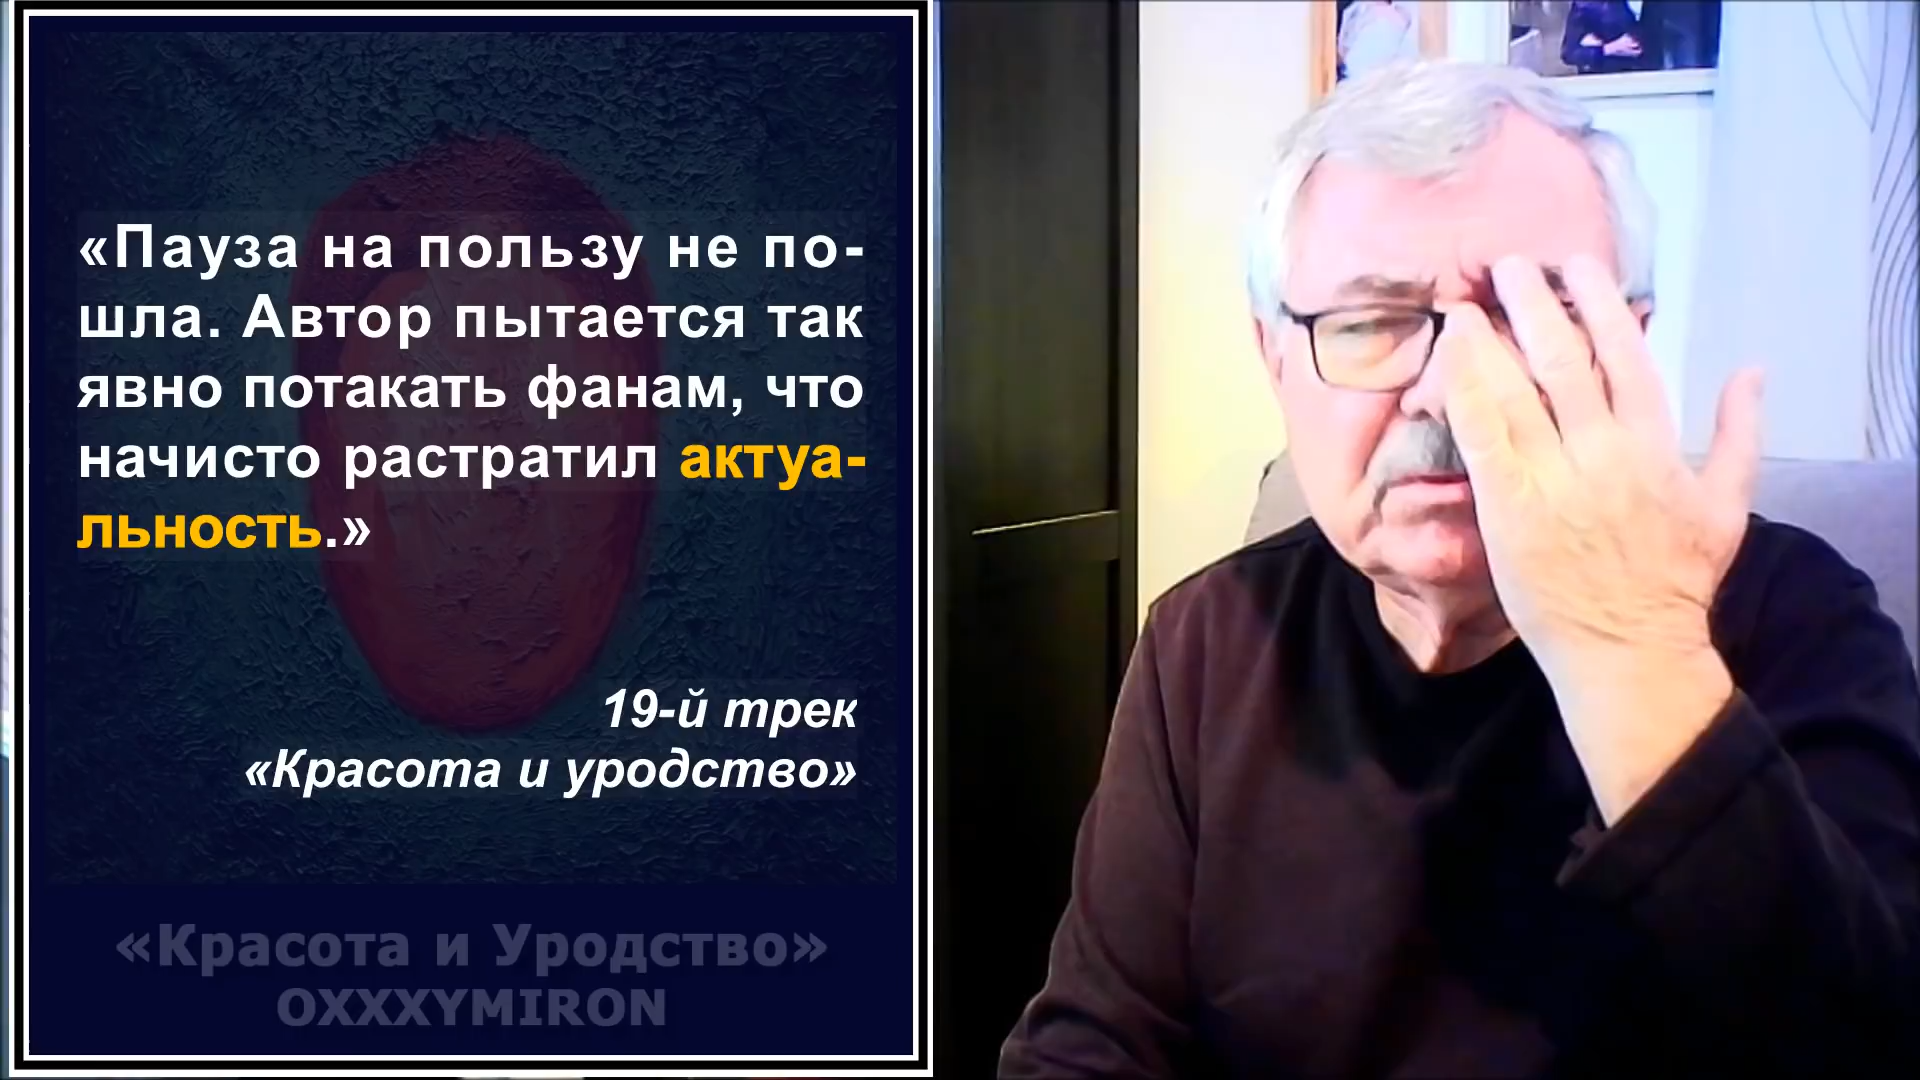 «Пауза на пользу не по-
шла. Автор пытается так
явно потакать фанам, что
начисто растратил актуа-
льность.»
19-й трек
«Красота и уродство»
«Красота и Уродство»
OXXXYMIRON